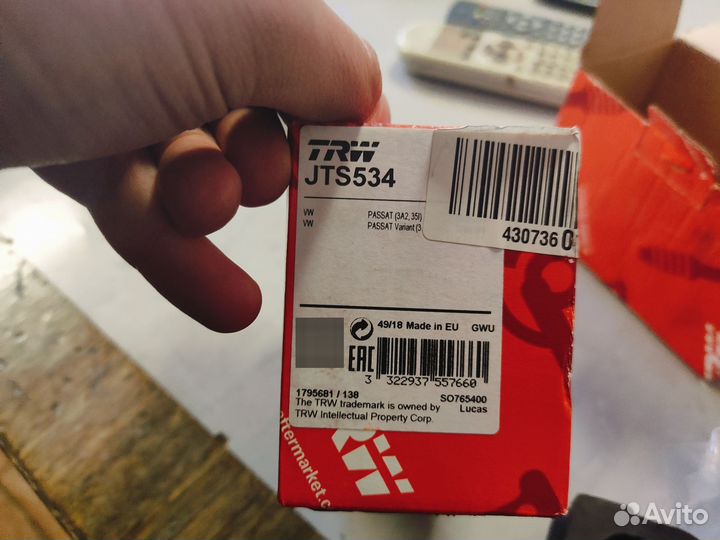 TRW
JTS534
VW PASSAT (3A2, 35I)
VW PASSAT Variant (3
430736 0
49/18 Made in EU GWU
EAC
3 322937 557660
1795681 / 138 SO765400
The TRW trademark is owned by Lucas
TRW Intellectual Property Corp.
aftermarket.c
Avito